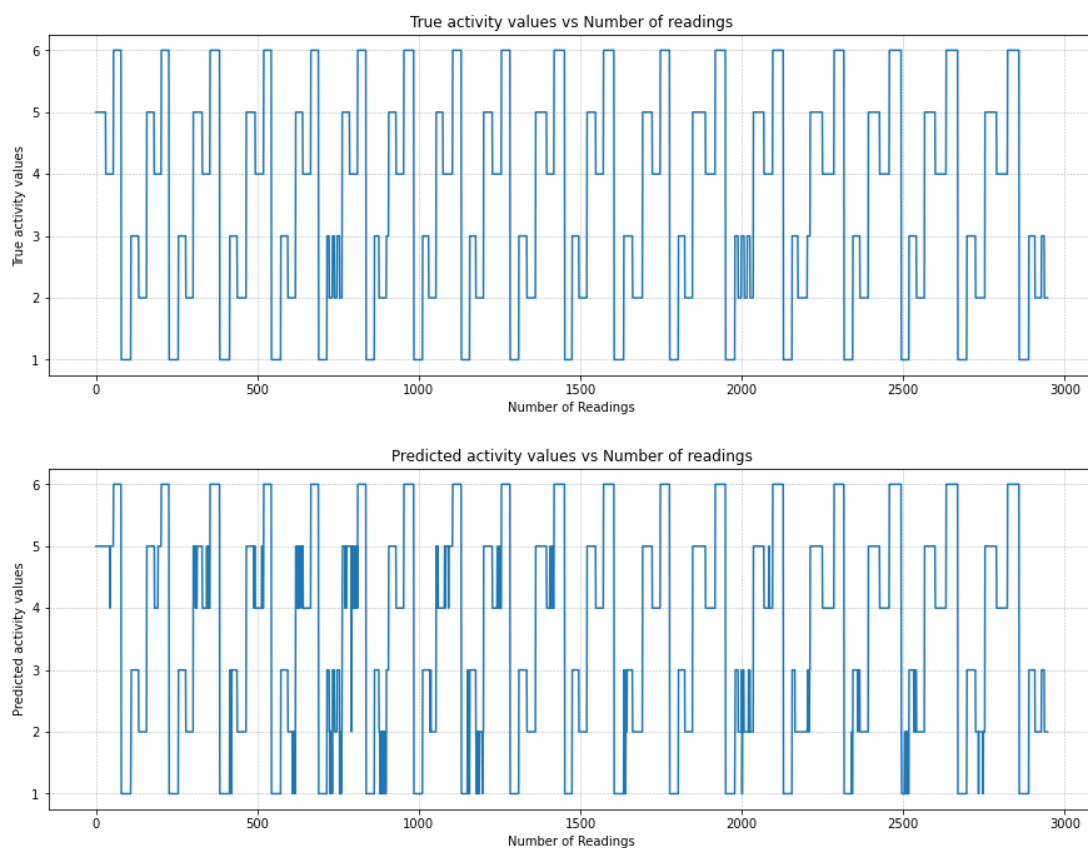 True activity values vs Number of readings
True activity values
6
5
4
3
2
1
0 500 1000 1500 2000 2500 3000
Number of Readings
Predicted activity values vs Number of readings
Predicted activity values
6
5
4
3
2
1
0 500 1000 1500 2000 2500 3000
Number of Readings